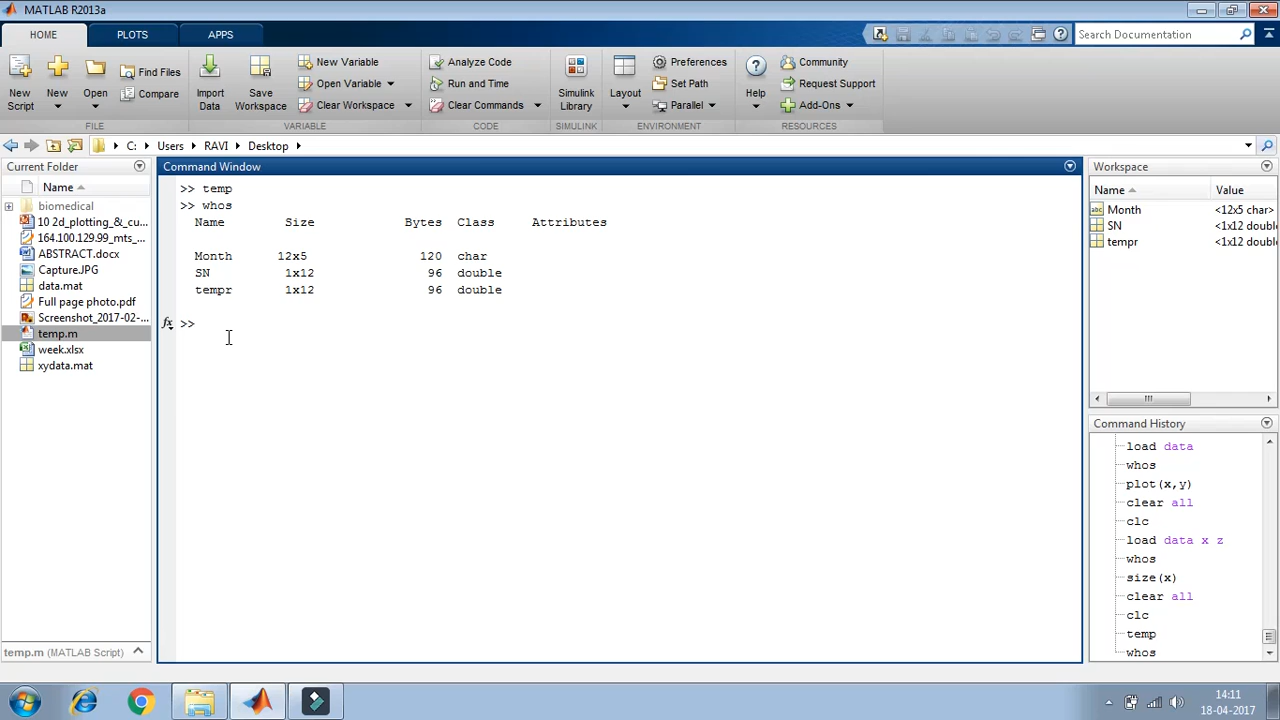 MATLAB R2013a
HOME PLOTS APPS Search Documentation
New Script New Open Find Files Compare
Import Data Save Workspace New Variable Open Variable Clear Workspace
Analyze Code Run and Time Clear Commands
Simulink Library Layout Preferences Set Path Parallel
Help Community Request Support Add-Ons
FILE VARIABLE CODE SIMULINK ENVIRONMENT RESOURCES
C: Users RAVI Desktop
Current Folder
Name
biomedical
10 2d_plotting_&_cu...
164.100.129.99_mts_...
ABSTRACT.docx
Capture.JPG
data.mat
Full page photo.pdf
Screenshot_2017-02-...
temp.m
week.xlsx
xydata.mat
temp.m (MATLAB Script)
Command Window
>> temp
>> whos
Name Size Bytes Class Attributes
Month 12x5 120 char
SN 1x12 96 double
tempr 1x12 96 double
fx >>
Workspace
Name Value
abc Month <12x5 char>
SN <1x12 double
tempr <1x12 double
Command History
load data
whos
plot(x,y)
clear all
clc
load data x z
whos
size(x)
clear all
clc
temp
whos
14:11
18-04-2017